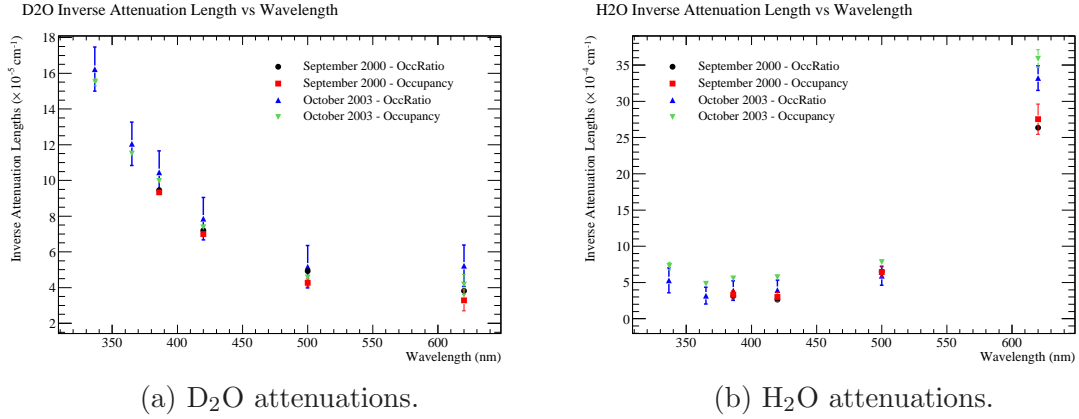 D2O Inverse Attenuation Length vs Wavelength
Inverse Attenuation Lengths (× 10⁻⁵ cm⁻¹)
18
16
14
12
10
8
6
4
2
September 2000 - OccRatio
September 2000 - Occupancy
October 2003 - OccRatio
October 2003 - Occupancy
350 400 450 500 550 600
Wavelength (nm)
(a) D₂O attenuations.
H2O Inverse Attenuation Length vs Wavelength
Inverse Attenuation Lengths (× 10⁻⁴ cm⁻¹)
35
30
25
20
15
10
5
0
September 2000 - OccRatio
September 2000 - Occupancy
October 2003 - OccRatio
October 2003 - Occupancy
350 400 450 500 550 600
Wavelength (nm)
(b) H₂O attenuations.